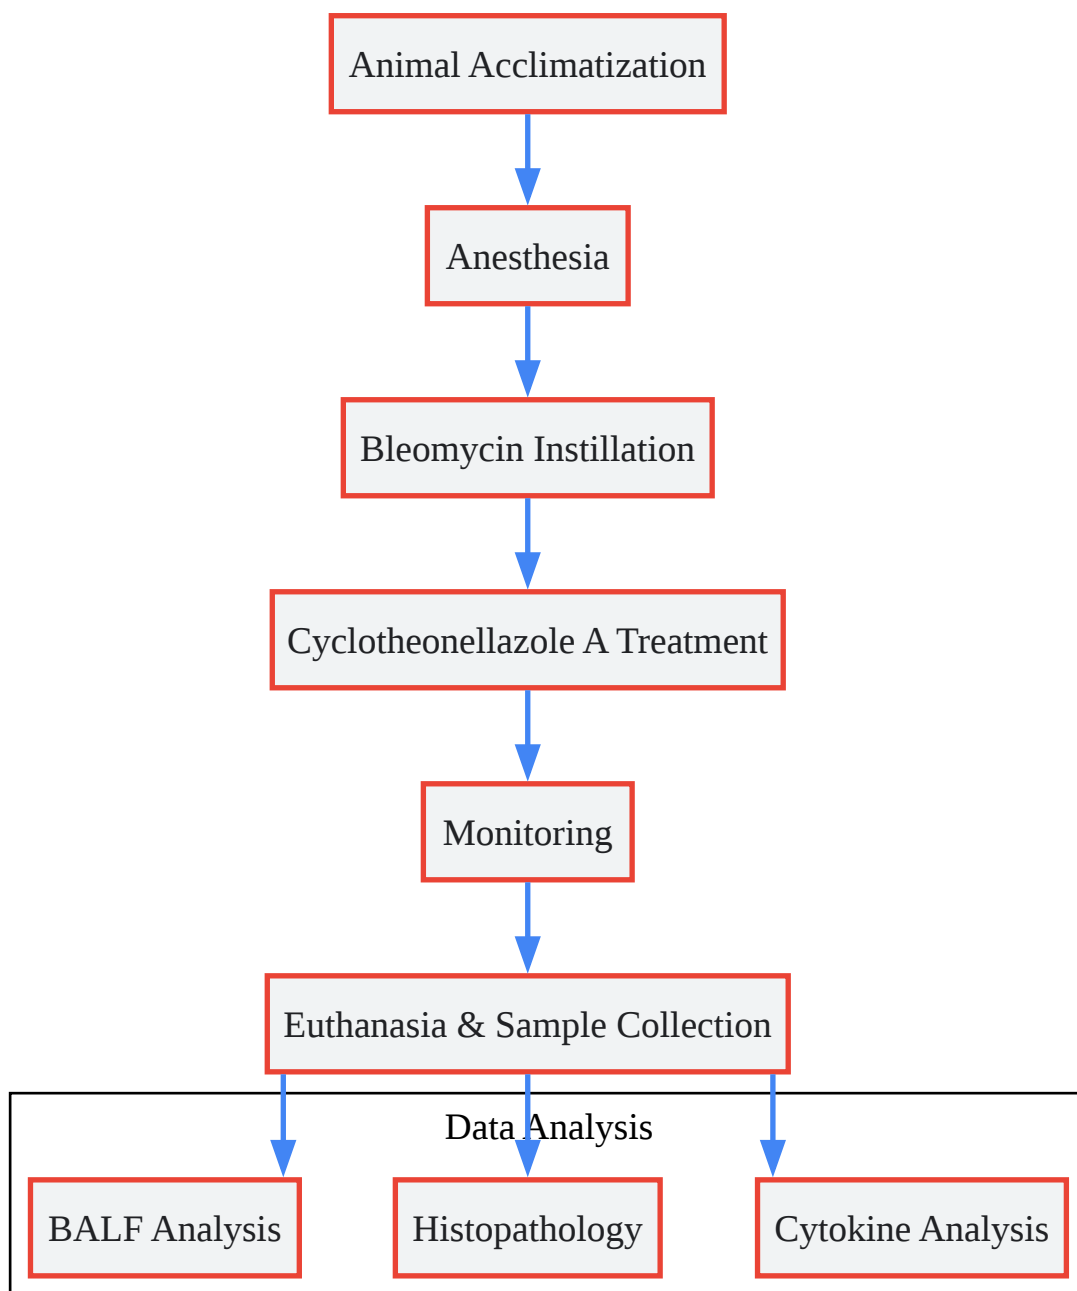 Animal Acclimatization
Anesthesia
Bleomycin Instillation
Cyclotheonellazole A Treatment
Monitoring
Euthanasia & Sample Collection
Data Analysis
BALF Analysis
Histopathology
Cytokine Analysis